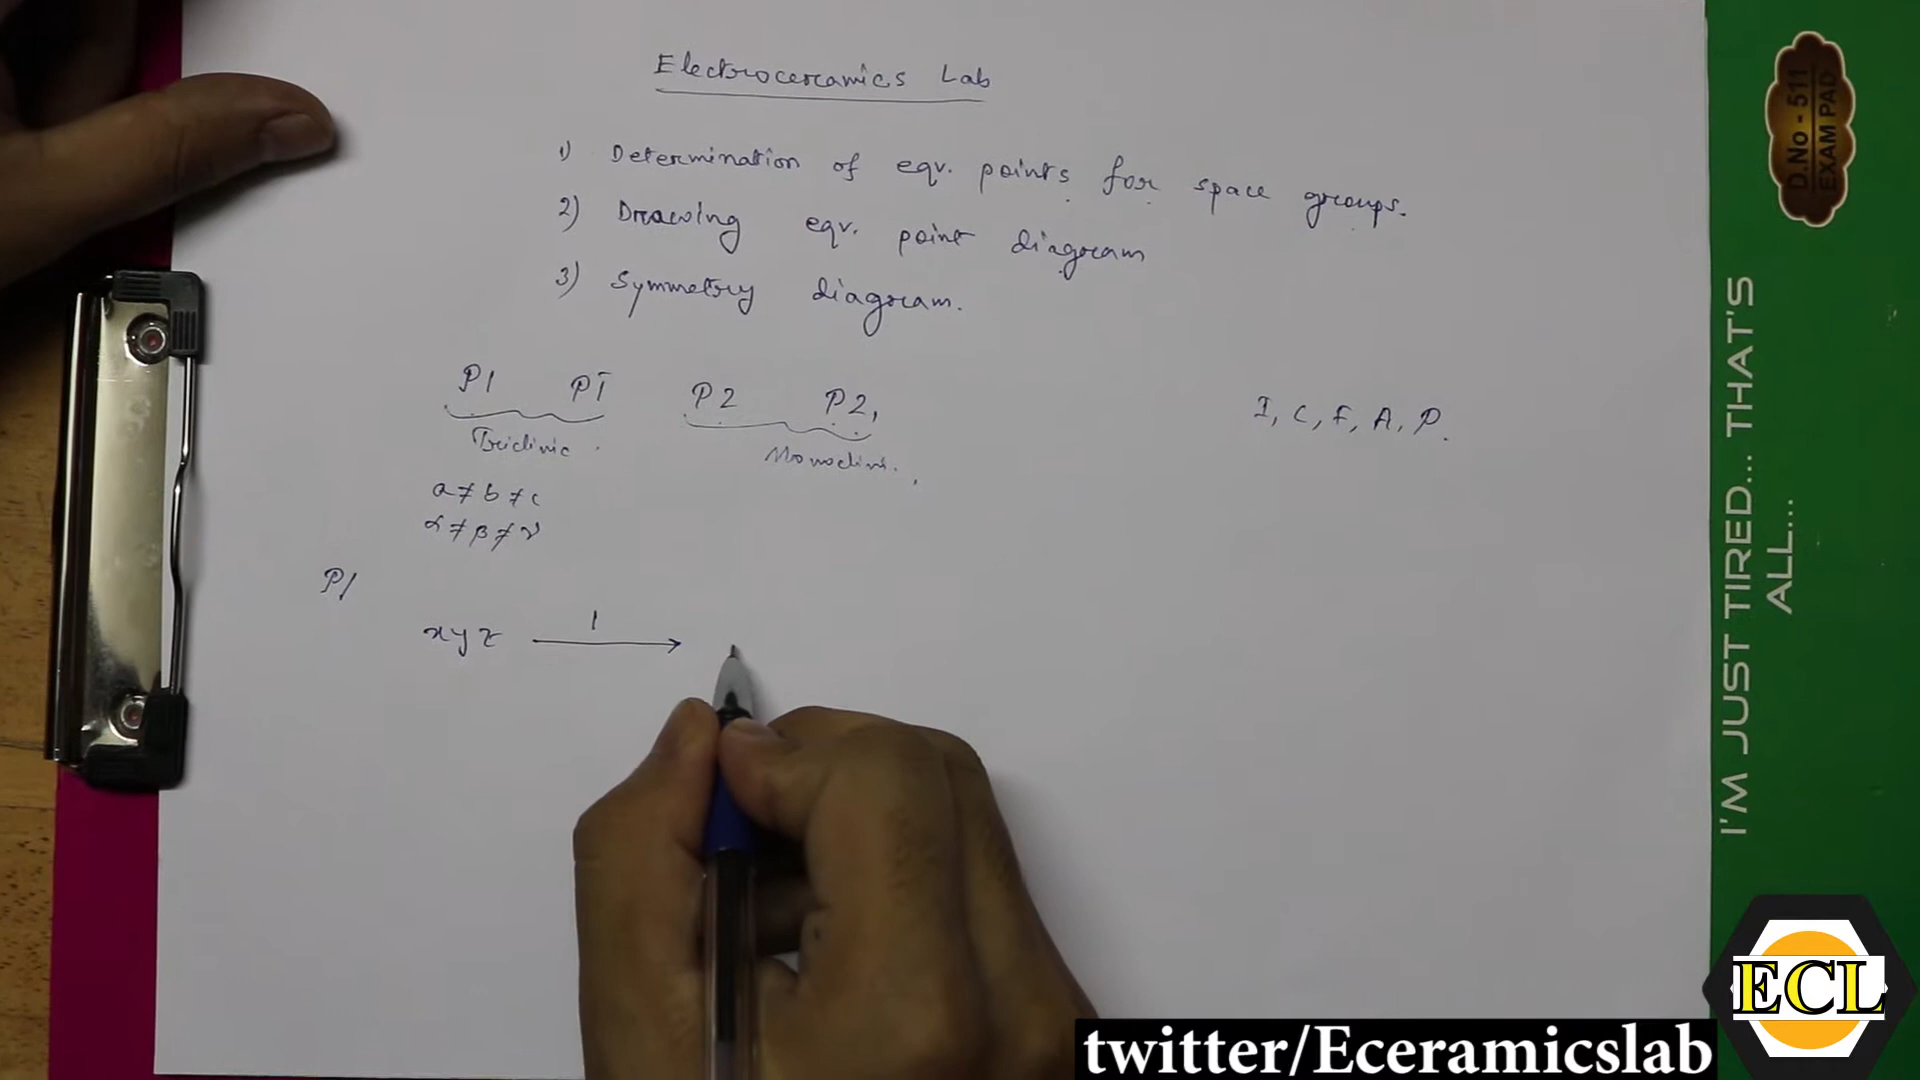 Electroceramics Lab
1) Determination of eqv. points for space groups.
2) Drawing eqv. point diagram
3) Symmetry diagram.
P1 P1̄ P2 P2₁
I, C, F, A, P.
Triclinic Monoclini.
a ≠ b ≠ c
α ≠ β ≠ γ
P1
1
xyz →
D.No - 511
EXAM PAD
I'M JUST TIRED... THAT'S
ALL...
ECL
twitter/Eceramicslab